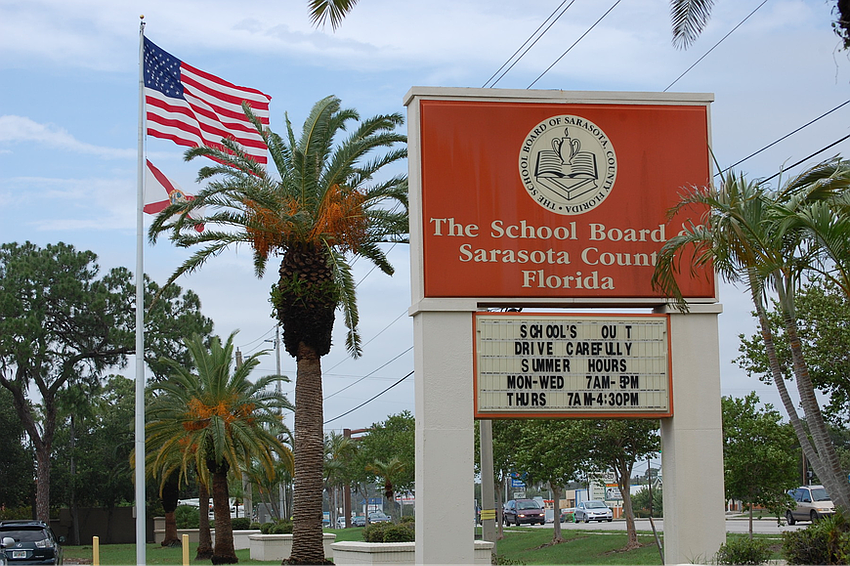 THE SCHOOL BOARD OF SARASOTA COUNTY FLORIDA •
The School Board
Sarasota Count
Florida
SCHOOL'S OUT
DRIVE CAREFULLY
SUMMER HOURS
MON-WED 7AM-5PM
THURS 7AM-4:30PM